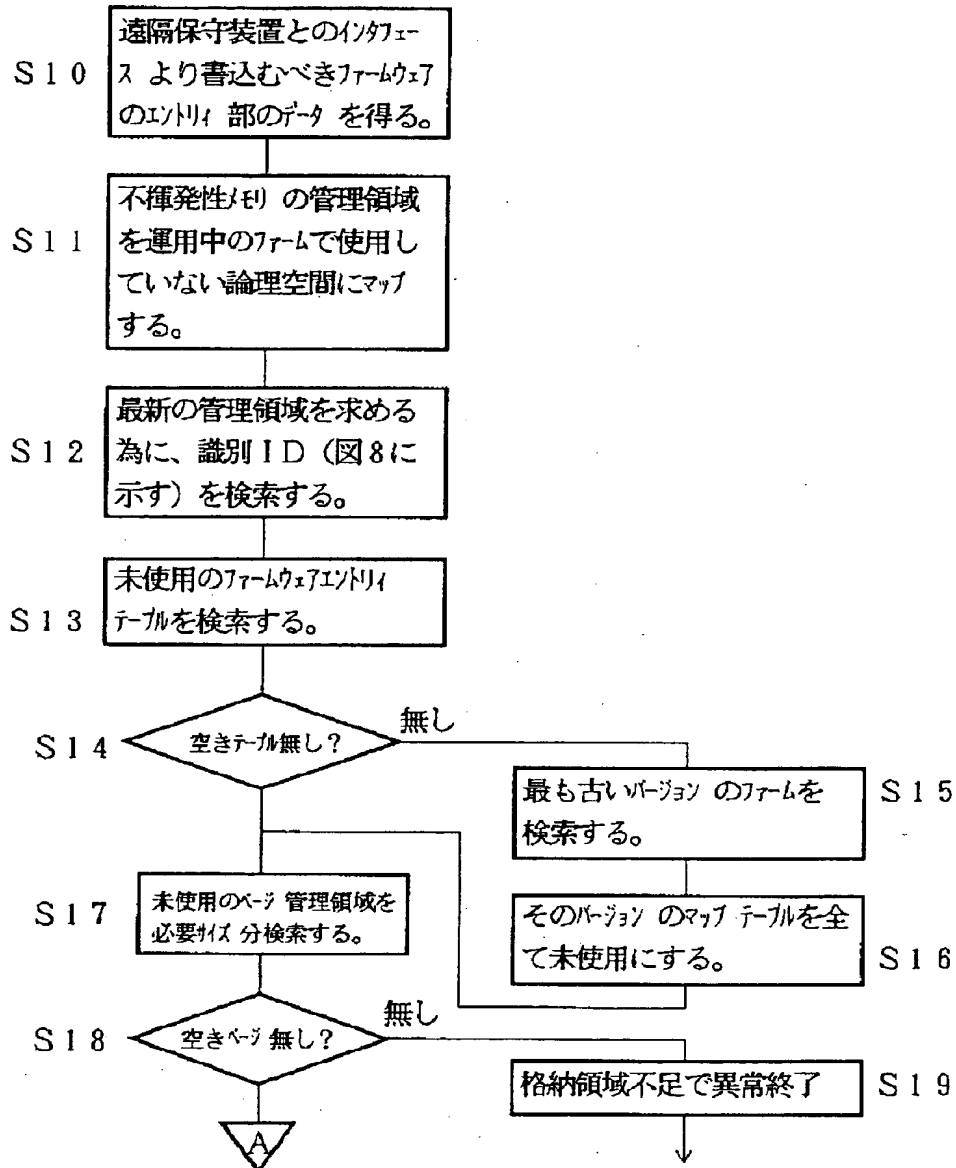 遠隔保守装置とのインタフェー
S10 ス より書込むべきファームウェア
のエントリィ 部のデータ を得る。
不揮発性メモリ の管理領域
S11 を運用中のファームで使用し
ていない論理空間にマップ
する。
最新の管理領域を求める
S12 為に、識別ID(図8に
示す)を検索する。
未使用のファームウェアエントリィ
S13 テーブルを検索する。
S14 空きテーブル無し?
無し
最も古いバージョン のファームを
検索する。
S15
そのバージョン のマップ テーブルを全
て未使用にする。
S16
S17 未使用のページ 管理領域を
必要サイズ 分検索する。
S18 空きページ 無し?
無し
格納領域不足で異常終了
S19
A